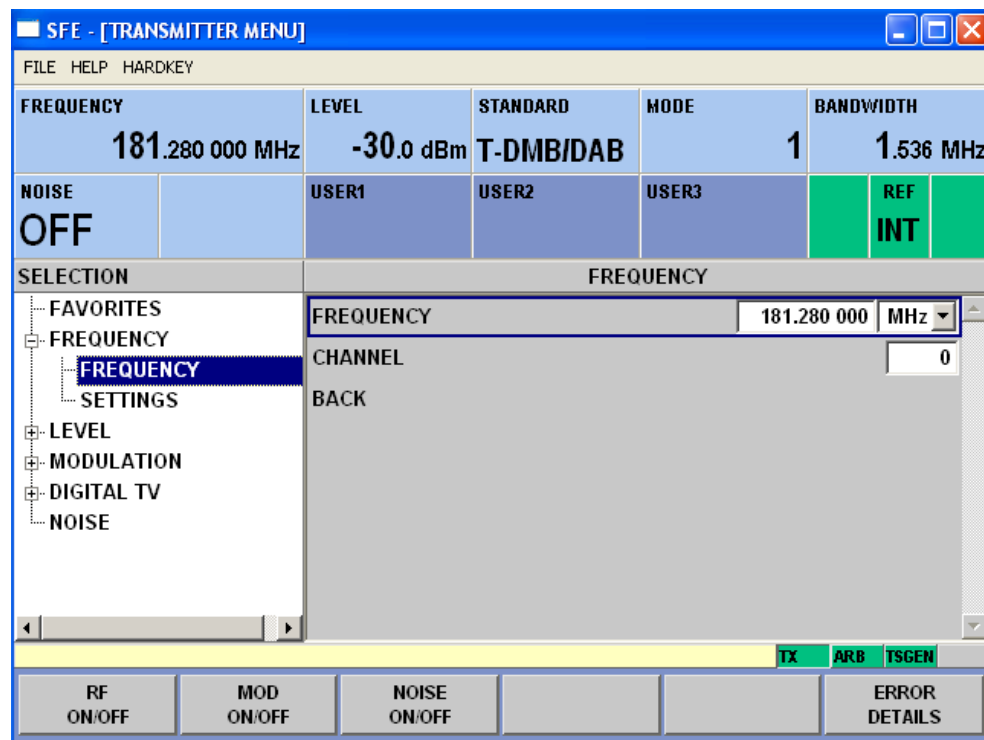 SFE - [TRANSMITTER MENU]
FILE HELP HARDKEY
FREQUENCY LEVEL STANDARD MODE BANDWIDTH
181.280 000 MHz -30.0 dBm T-DMB/DAB 1 1.536 MHz
NOISE USER1 USER2 USER3 REF
OFF INT
SELECTION FREQUENCY
FAVORITES
FREQUENCY
FREQUENCY
SETTINGS
LEVEL
MODULATION
DIGITAL TV
NOISE
FREQUENCY 181.280 000 MHz
CHANNEL 0
BACK
TX ARB TSGEN
RF ON/OFF
MOD ON/OFF
NOISE ON/OFF
ERROR DETAILS